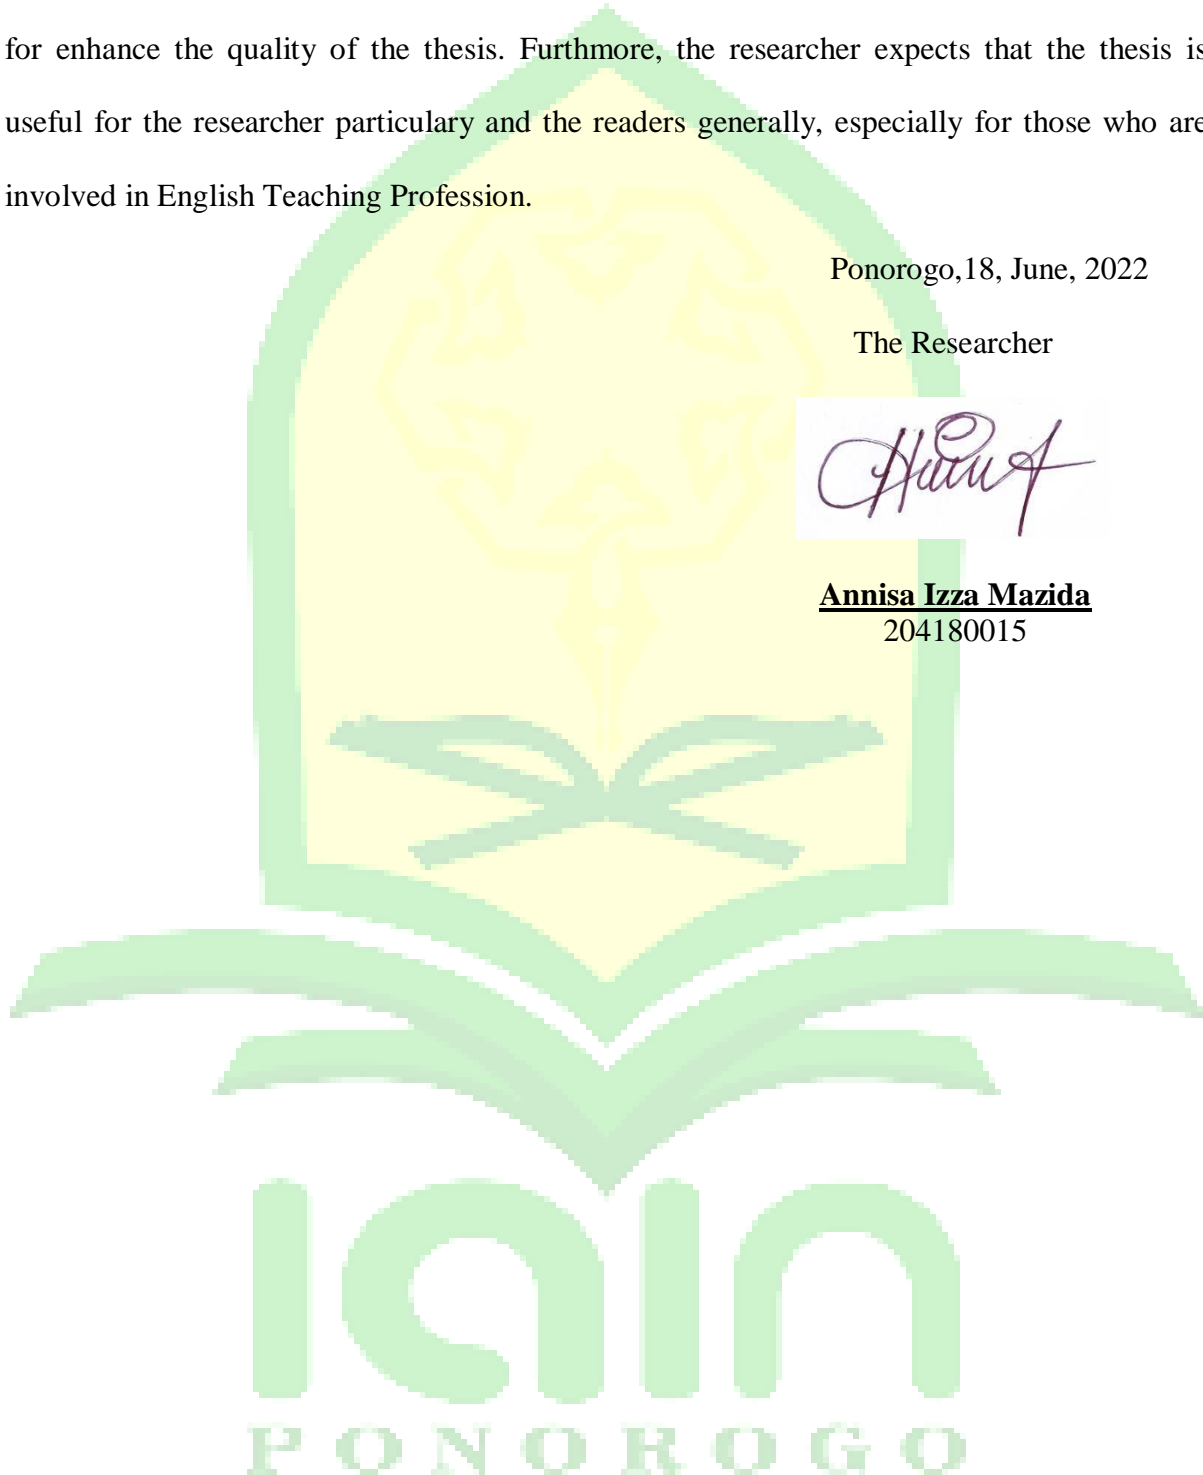 for enhance the quality of the thesis. Furthmore, the researcher expects that the thesis is
useful for the researcher particulary and the readers generally, especially for those who are
involved in English Teaching Profession.
Ponorogo,18, June, 2022
The Researcher
Annisa Izza Mazida
204180015
iain
PONOROGO